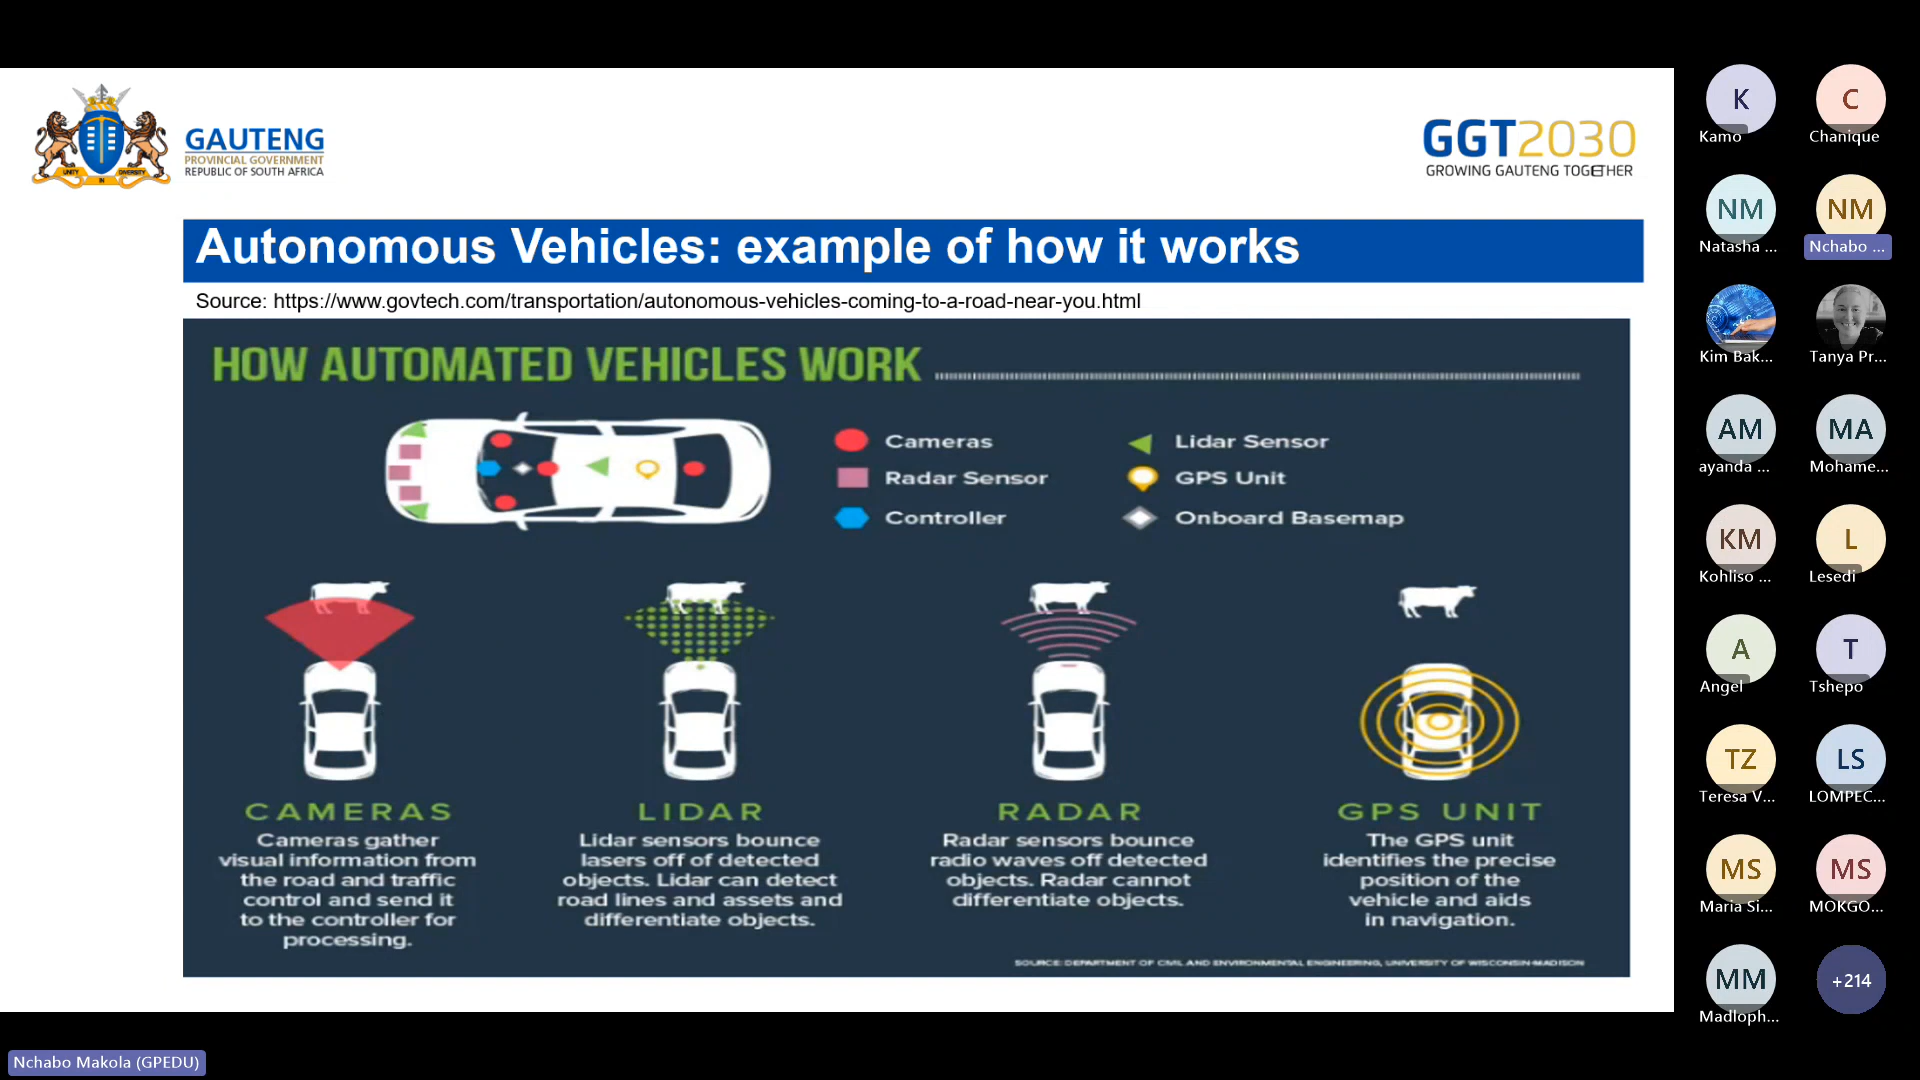 GAUTENG
PROVINCIAL GOVERNMENT
REPUBLIC OF SOUTH AFRICA
UNITY IN DIVERSITY
GGT2030
GROWING GAUTENG TOGETHER
Autonomous Vehicles: example of how it works
Source: https://www.govtech.com/transportation/autonomous-vehicles-coming-to-a-road-near-you.html
HOW AUTOMATED VEHICLES WORK
Cameras
Lidar Sensor
Radar Sensor
GPS Unit
Controller
Onboard Basemap
CAMERAS
Cameras gather
visual information from
the road and traffic
control and send it
to the controller for
processing.
LIDAR
Lidar sensors bounce
lasers off of detected
objects. Lidar can detect
road lines and assets and
differentiate objects.
RADAR
Radar sensors bounce
radio waves off detected
objects. Radar cannot
differentiate objects.
GPS UNIT
The GPS unit
identifies the precise
position of the
vehicle and aids
in navigation.
SOURCE: DEPARTMENT OF CIVIL AND ENVIRONMENTAL ENGINEERING, UNIVERSITY OF WISCONSIN-MADISON
K
Kamo
C
Chanique
NM
Natasha ...
NM
Nchabo ...
Kim Bak...
Tanya Pr...
AM
ayanda ...
MA
Mohame...
KM
Kohliso ...
L
Lesedi
A
Angel
T
Tshepo
TZ
Teresa V...
LS
LOMPEC...
MS
Maria Si...
MS
MOKGO...
MM
Madloph...
+214
Nchabo Makola (GPEDU)